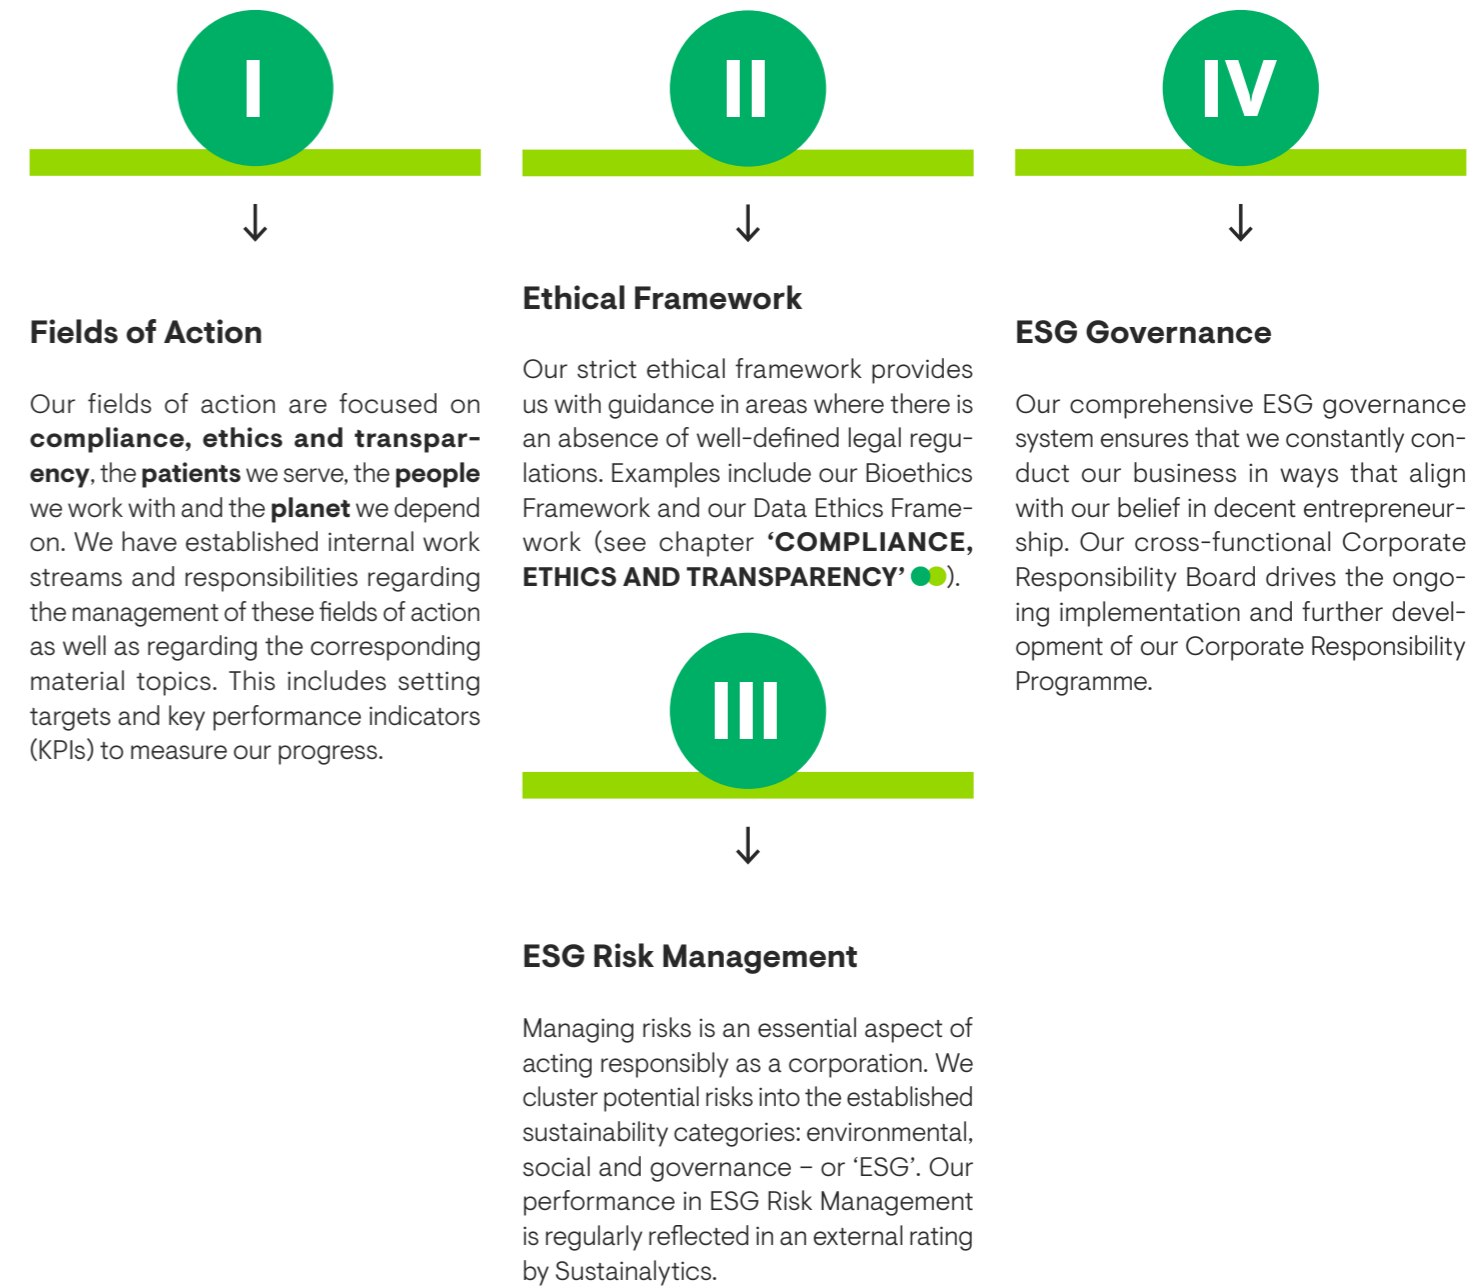 I
↓
Fields of Action
Our fields of action are focused on
compliance, ethics and transpar-
ency, the patients we serve, the people
we work with and the planet we depend
on. We have established internal work
streams and responsibilities regarding
the management of these fields of action
as well as regarding the corresponding
material topics. This includes setting
targets and key performance indicators
(KPIs) to measure our progress.
II
↓
Ethical Framework
Our strict ethical framework provides
us with guidance in areas where there is
an absence of well-defined legal regu-
lations. Examples include our Bioethics
Framework and our Data Ethics Frame-
work (see chapter ‘COMPLIANCE,
ETHICS AND TRANSPARENCY’ ).
III
↓
ESG Risk Management
Managing risks is an essential aspect of
acting responsibly as a corporation. We
cluster potential risks into the established
sustainability categories: environmental,
social and governance – or ‘ESG’. Our
performance in ESG Risk Management
is regularly reflected in an external rating
by Sustainalytics.
IV
↓
ESG Governance
Our comprehensive ESG governance
system ensures that we constantly con-
duct our business in ways that align
with our belief in decent entrepreneur-
ship. Our cross-functional Corporate
Responsibility Board drives the ongo-
ing implementation and further devel-
opment of our Corporate Responsibility
Programme.